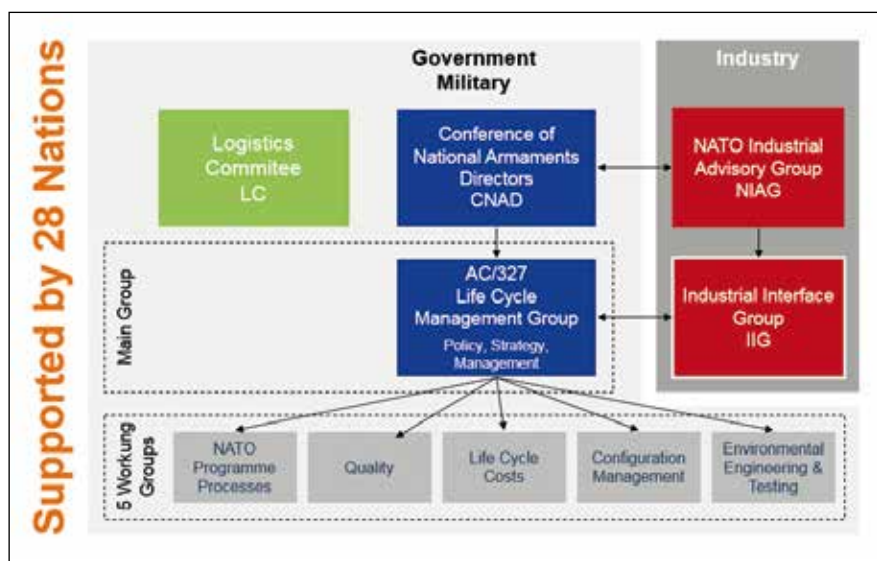 Supported by 28 Nations
Government
Military
Industry
Logistics
Commitee
LC
Conference of
National Armaments
Directors
CNAD
NATO Industrial
Advisory Group
NIAG
Main Group
AC/327
Life Cycle
Management Group
Policy, Strategy,
Management
Industrial Interface
Group
IIG
5 Workung
Groups
NATO
Programme
Processes
Quality
Life Cycle
Costs
Configuration
Management
Environmental
Engineering &
Testing